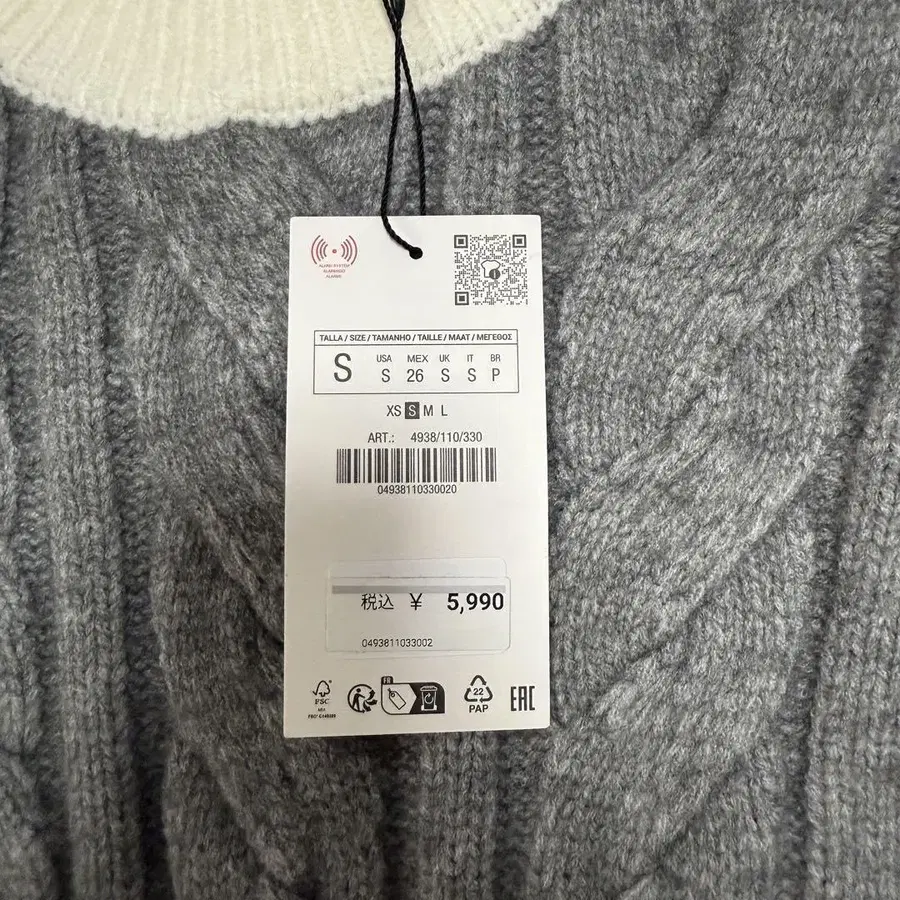 TALLA / SIZE / TAMANHO / TAILLE / MAAT / ΜΕΓΕΘΟΣ
S
USA MEX UK IT BR
S 26 S S P
XS S M L
ART.: 4938/110/330
04938110330020
税込 ¥ 5,990
0493811033002
FR
FSC
22
PAP
EAC